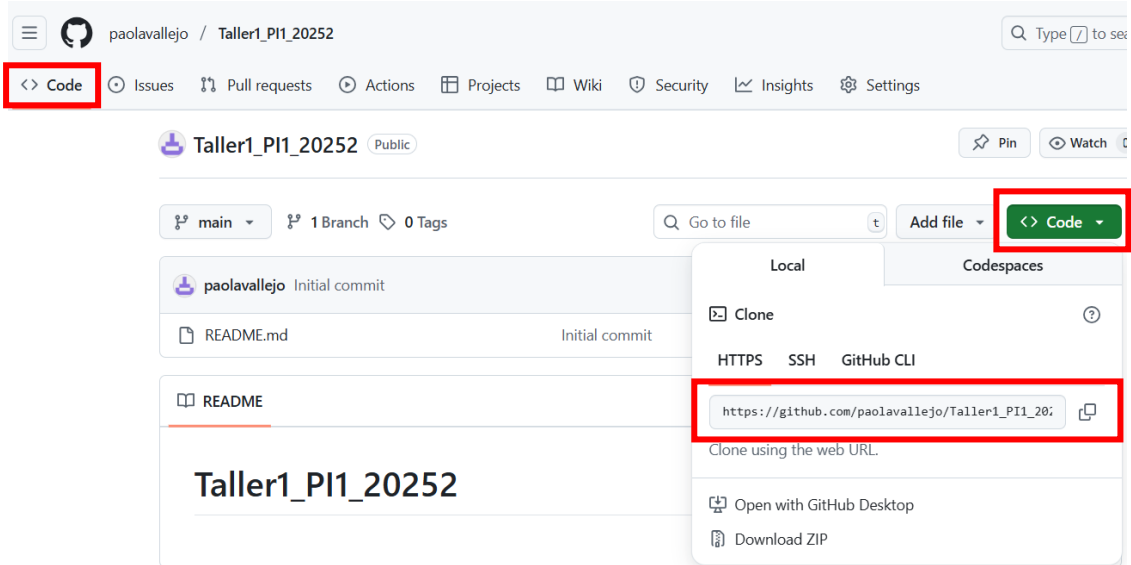 paolavallejo / Taller1_PI1_20252
Type / to sea
<> Code Issues Pull requests Actions Projects Wiki Security Insights Settings
Taller1_PI1_20252 Public
Pin Watch
main 1 Branch 0 Tags
Go to file t
Add file
<> Code
Local Codespaces
paolavallejo Initial commit
Clone
README.md Initial commit
HTTPS SSH GitHub CLI
README
https://github.com/paolavallejo/Taller1_PI1_202
Clone using the web URL.
Taller1_PI1_20252
Open with GitHub Desktop
Download ZIP